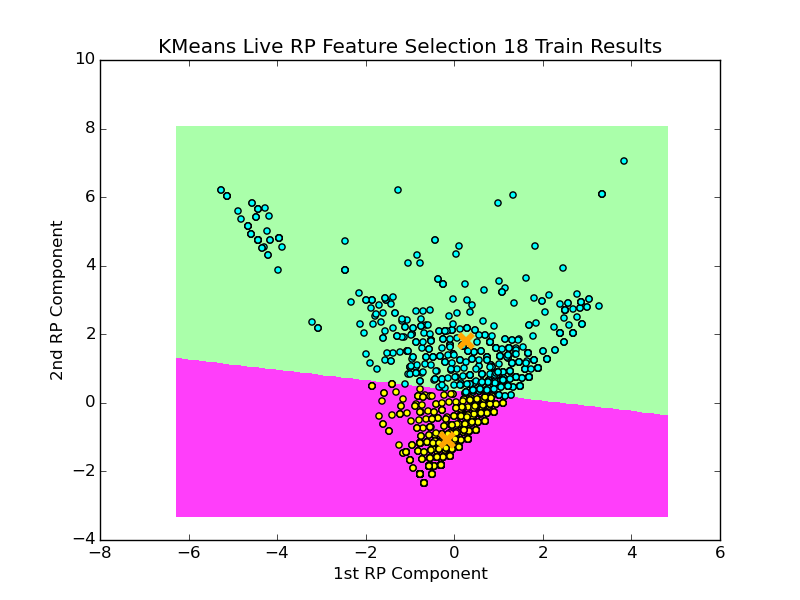 KMeans Live RP Feature Selection 18 Train Results
10
8
6
4
2
0
−2
−4
2nd RP Component
−8 −6 −4 −2 0 2 4 6
1st RP Component